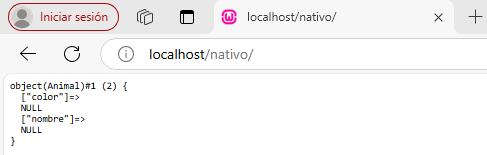 Iniciar sesión
localhost/nativo/
localhost/nativo/
object(Animal)#1 (2) {
  ["color"]=>
  NULL
  ["nombre"]=>
  NULL
}